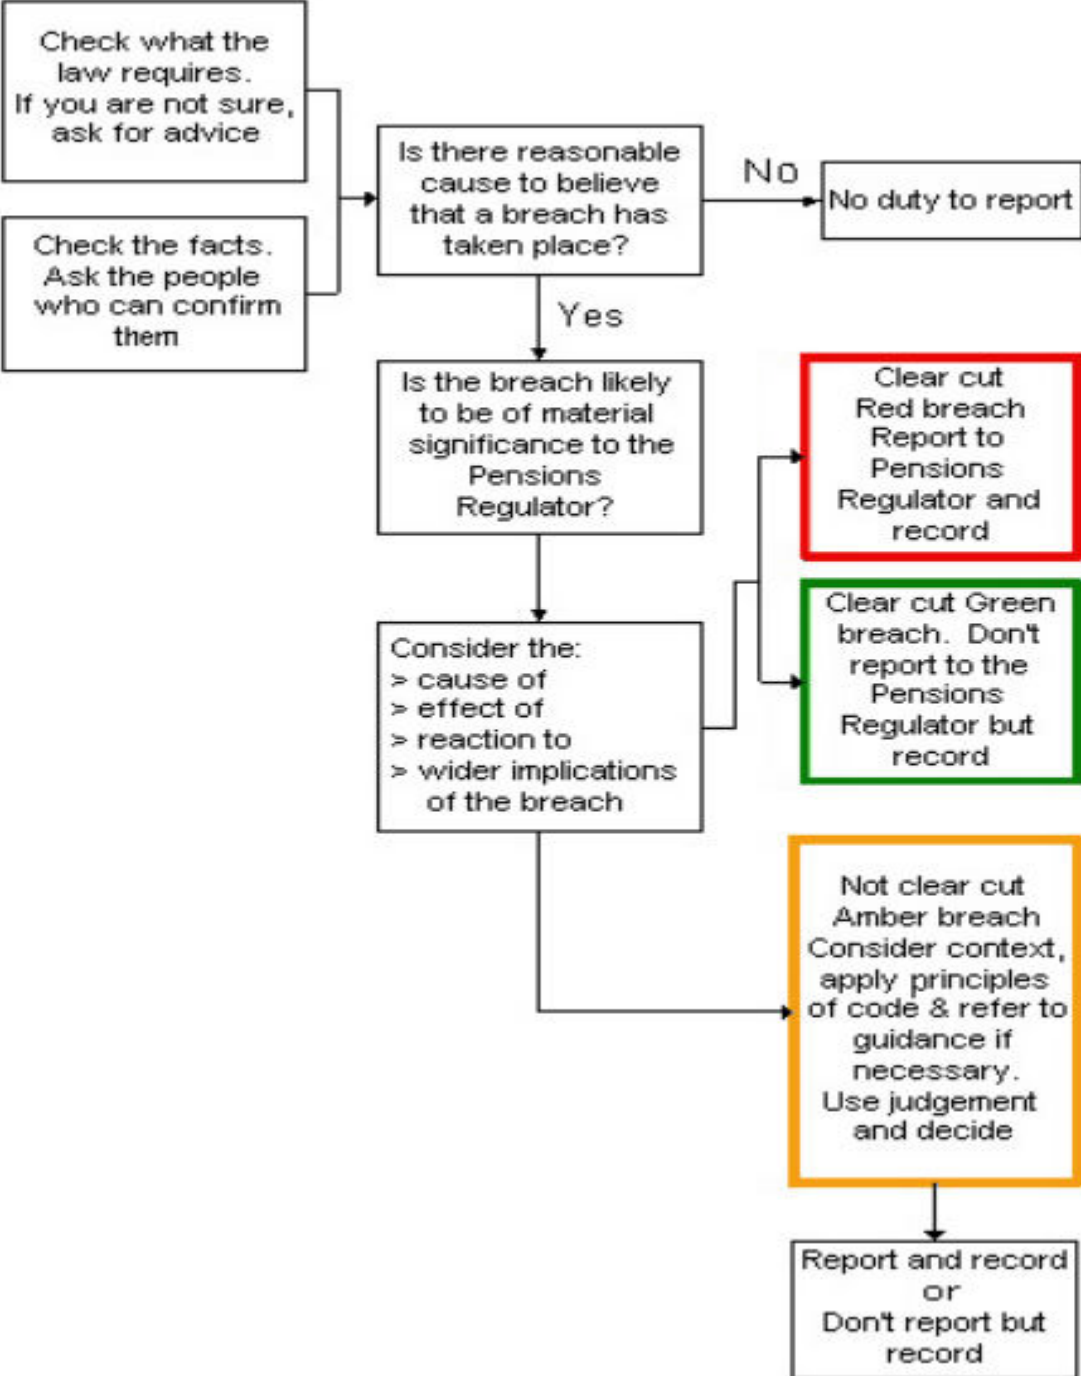 Check what the
law requires.
If you are not sure,
ask for advice
Check the facts.
Ask the people
who can confirm
them
Is there reasonable
cause to believe
that a breach has
taken place?
No
No duty to report
Yes
Is the breach likely
to be of material
significance to the
Pensions
Regulator?
Consider the:
> cause of
> effect of
> reaction to
> wider implications
of the breach
Clear cut
Red breach
Report to
Pensions
Regulator and
record
Clear cut Green
breach. Don't
report to the
Pensions
Regulator but
record
Not clear cut
Amber breach
Consider context,
apply principles
of code & refer to
guidance if
necessary.
Use judgement
and decide
Report and record
or
Don't report but
record